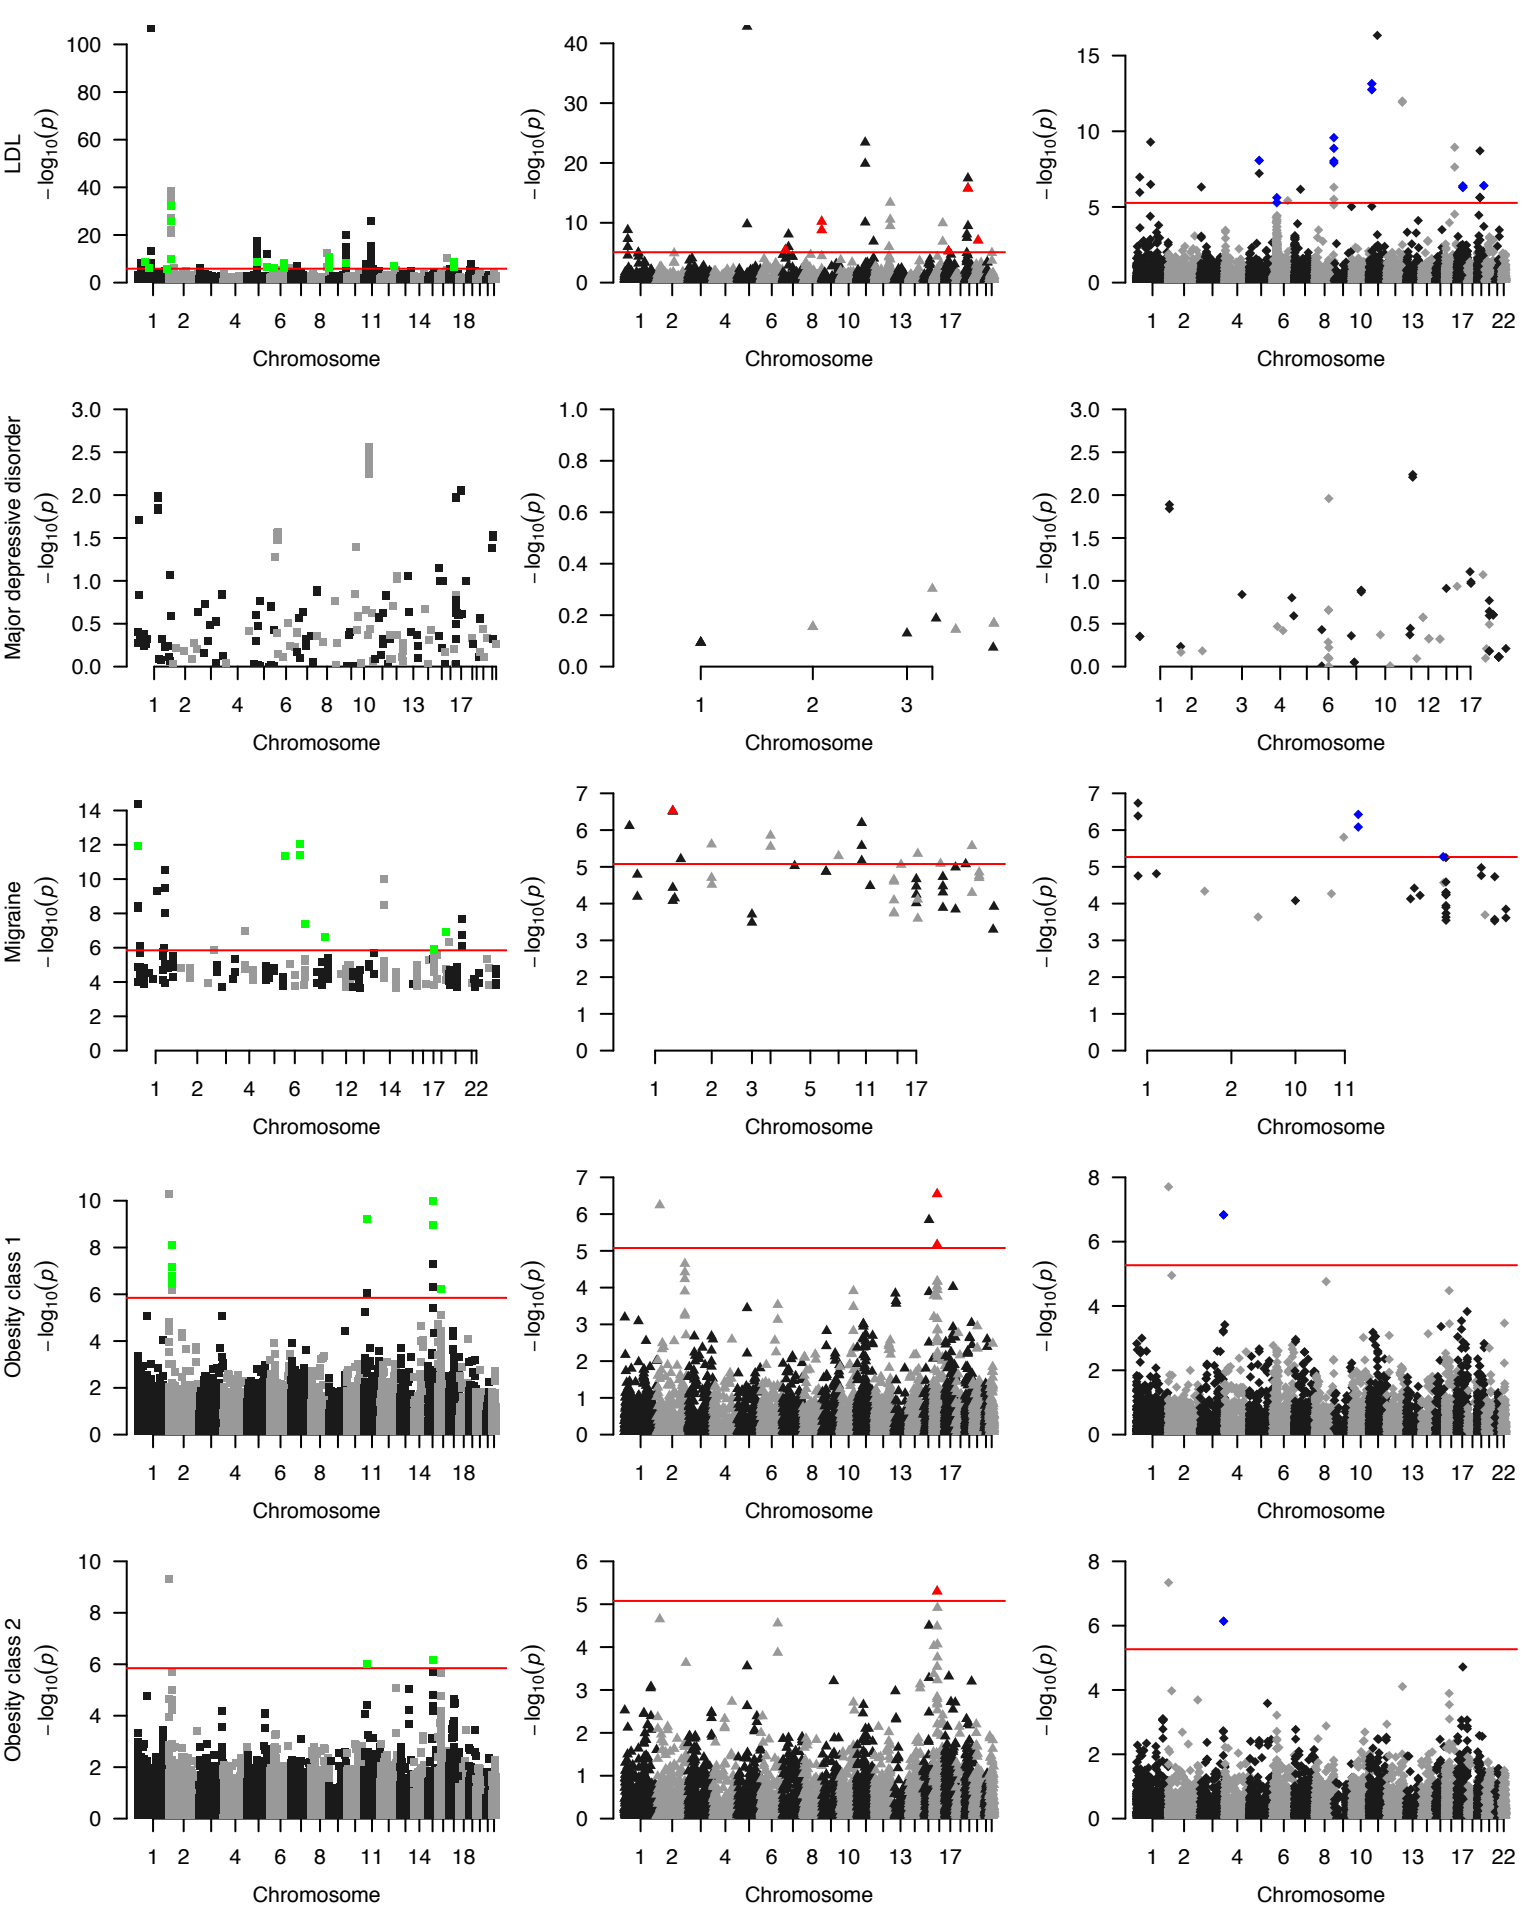 LDL
−log10(p)
100
80
60
40
20
0
1 2 4 6 8 11 14 18
Chromosome
−log10(p)
40
30
20
10
0
1 2 4 6 8 10 13 17
Chromosome
−log10(p)
15
10
5
0
1 2 4 6 8 10 13 17 22
Chromosome
Major depressive disorder
−log10(p)
3.0
2.5
2.0
1.5
1.0
0.5
0.0
1 2 4 6 8 10 13 17
Chromosome
−log10(p)
1.0
0.8
0.6
0.4
0.2
0.0
1 2 3
Chromosome
−log10(p)
3.0
2.5
2.0
1.5
1.0
0.5
0.0
1 2 3 4 6 10 12 17
Chromosome
Migraine
−log10(p)
14
12
10
8
6
4
2
0
1 2 6 12 17 22
Chromosome
−log10(p)
7
6
5
4
3
2
1
0
1 2 3 5 11 17
Chromosome
−log10(p)
7
6
5
4
3
2
1
0
1 2 10 11
Chromosome
Obesity class 1
−log10(p)
10
8
6
4
2
0
1 2 4 6 8 11 14 18
Chromosome
−log10(p)
7
6
5
4
3
2
1
0
1 2 4 6 8 10 13 17
Chromosome
−log10(p)
8
6
4
2
0
1 2 4 6 8 10 13 17 22
Chromosome
Obesity class 2
−log10(p)
10
8
6
4
2
0
1 2 4 6 8 11 14 18
Chromosome
−log10(p)
6
5
4
3
2
1
0
1 2 4 6 8 10 13 17
Chromosome
−log10(p)
8
6
4
2
0
1 2 4 6 8 10 13 17 22
Chromosome